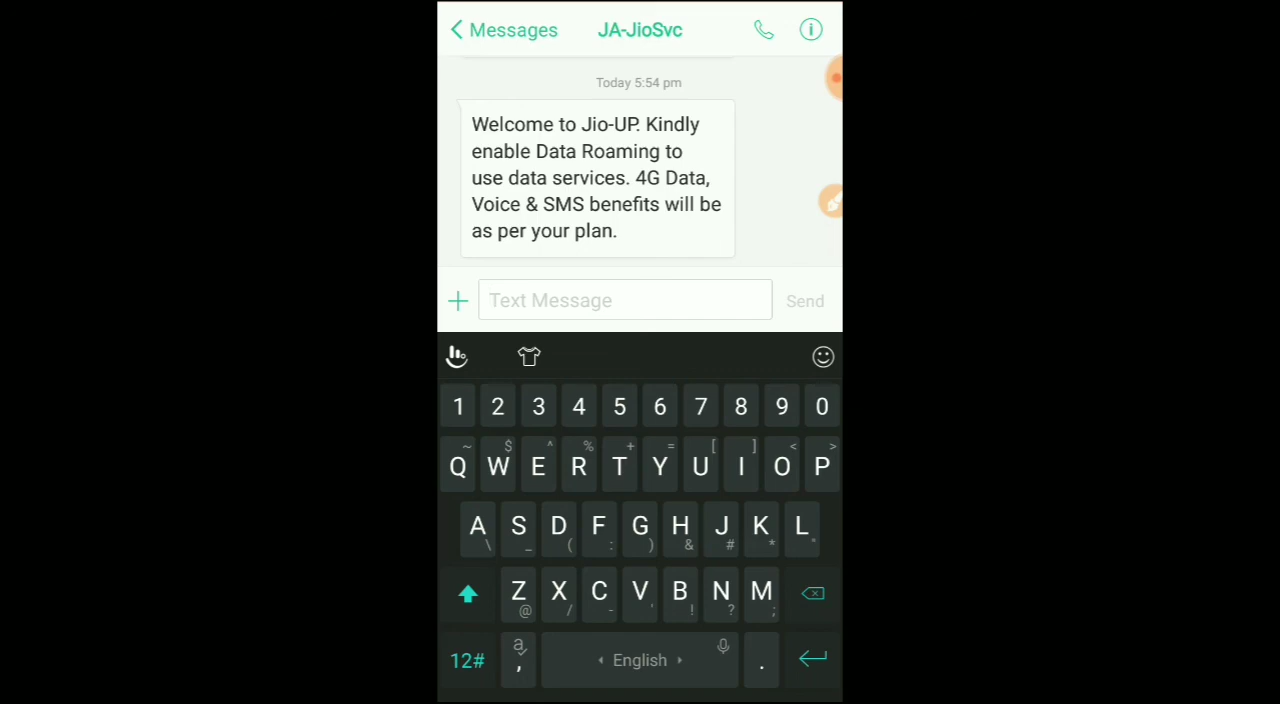 Messages JA-JioSvc
Today 5:54 pm
Welcome to Jio-UP. Kindly
enable Data Roaming to
use data services. 4G Data,
Voice & SMS benefits will be
as per your plan.
+ Text Message Send
1 2 3 4 5 6 7 8 9 0
~ $ ^ % + = [ ] < >
Q W E R T Y U I O P
A S D F G H J K L
\ _ ( : ) & # * "
Z X C V B N M
@ / - ' ! ? ;
12# a , English .